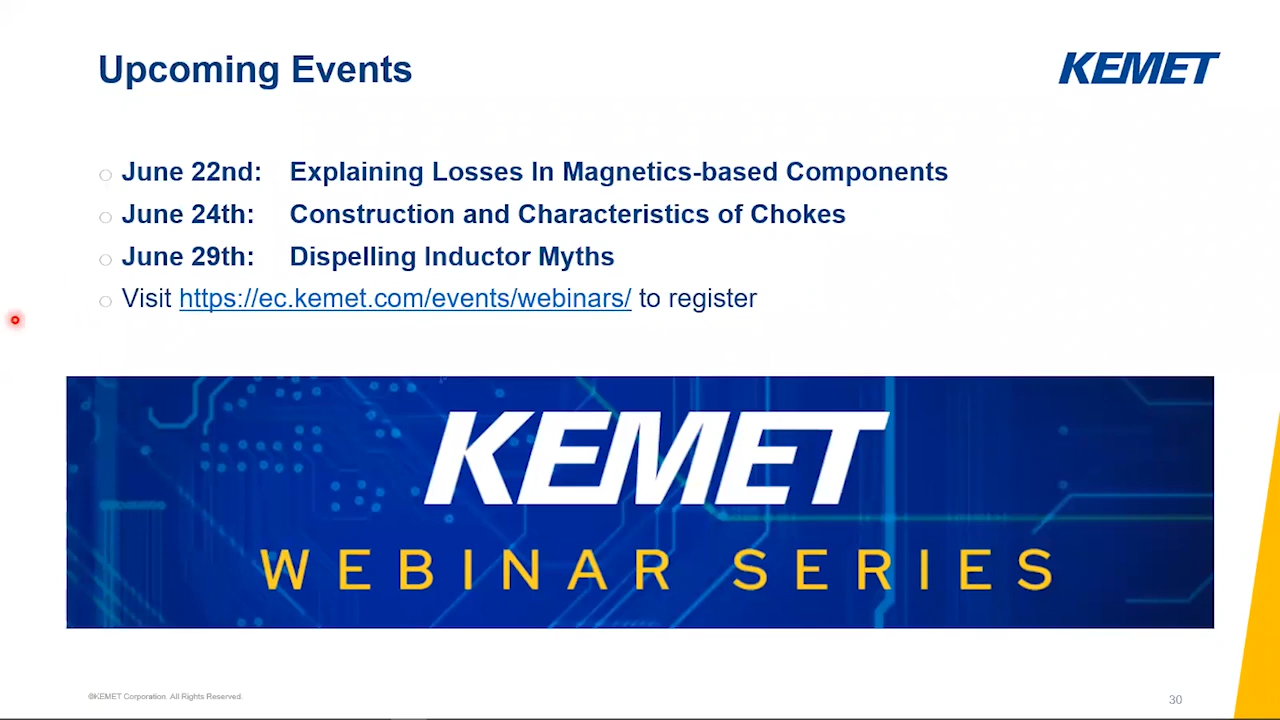 Upcoming Events
KEMET
June 22nd: Explaining Losses In Magnetics-based Components
June 24th: Construction and Characteristics of Chokes
June 29th: Dispelling Inductor Myths
Visit https://ec.kemet.com/events/webinars/ to register
KEMET
WEBINAR SERIES
©KEMET Corporation. All Rights Reserved.
30